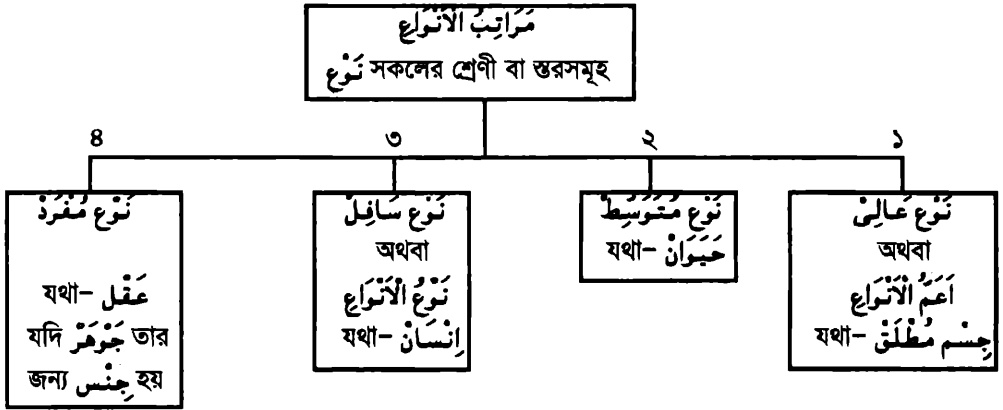 مَرَاتِبُ الْاَنْوَاعِ
نَوْع সকলের শ্রেণী বা স্তরসমূহ
১
نَوْع عَالِىْ
অথবা
اَعَمُّ الْاَنْوَاعِ
যথা– جِسْم مُطْلَقْ
২
نَوْع مُتَوَسِّطْ
যথা– حَيَوَانْ
৩
نَوْع سَافِلْ
অথবা
نَوْعُ الْاَنْوَاعِ
যথা– اِنْسَانْ
৪
نَوْع مُفْرَدْ
যথা– عَقْل
যদি جَوْهَرْ তার
জন্য جِنْس হয়